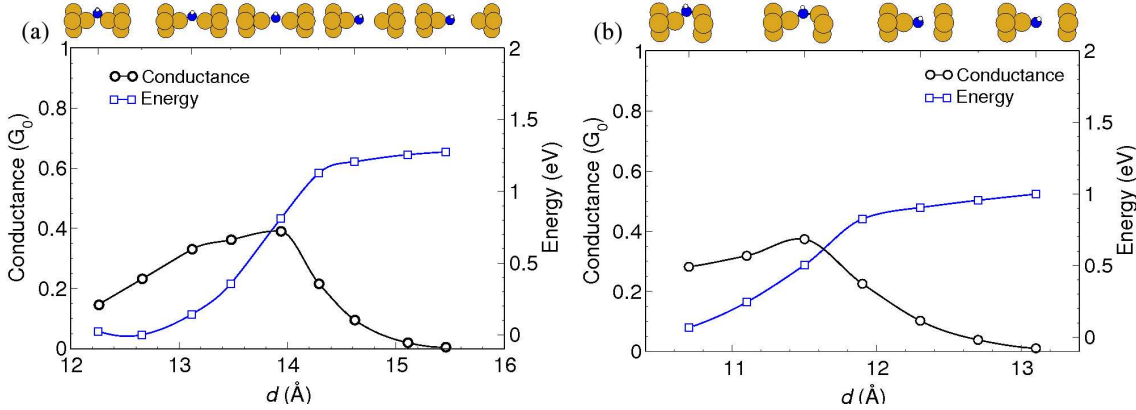 (a)
1
0.8
0.6
0.4
0.2
0
Conductance (G0)
Conductance
Energy
2
1.5
1
0.5
0
Energy (eV)
12 13 14 15 16
d (Å)
(b)
1
0.8
0.6
0.4
0.2
0
Conductance (G0)
Conductance
Energy
2
1.5
1
0.5
0
Energy (eV)
11 12 13
d (Å)